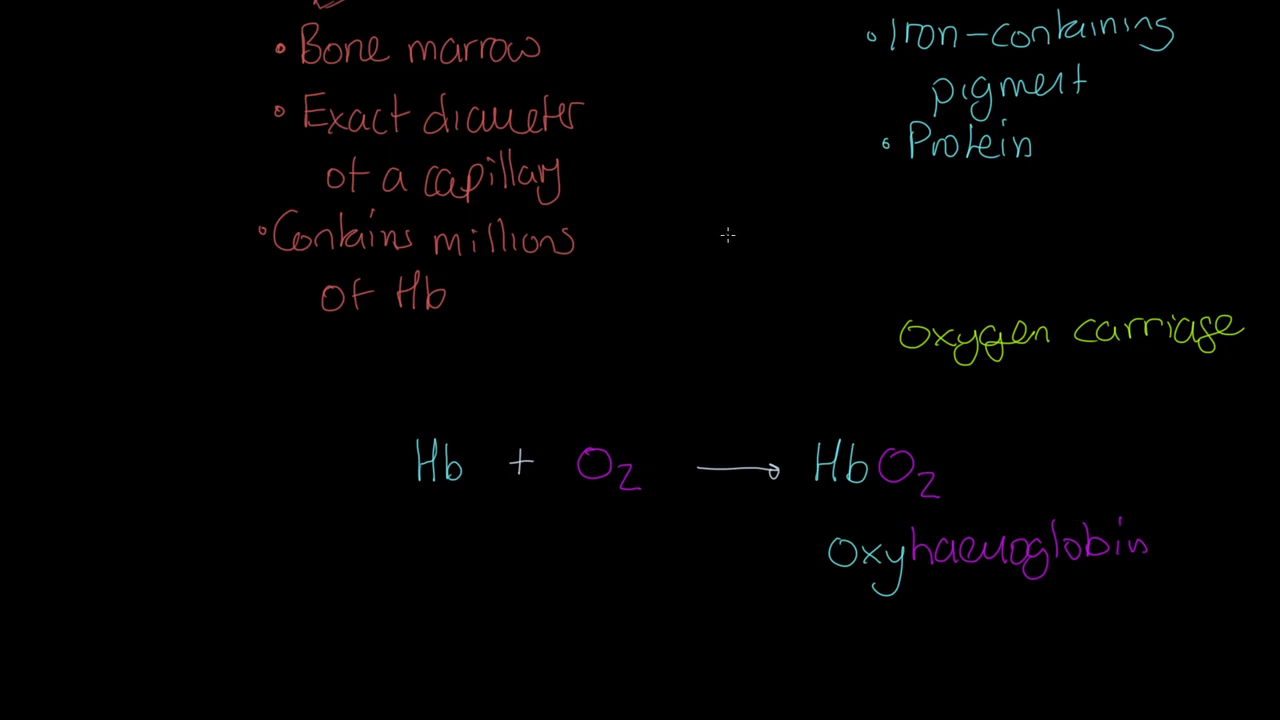 • Bone marrow
• Exact diameter
of a capillary
• Contains millions
of Hb
• Iron-containing
pigment
• Protein
Oxygen carriage
Hb + O2 → HbO2
Oxyhaemoglobin